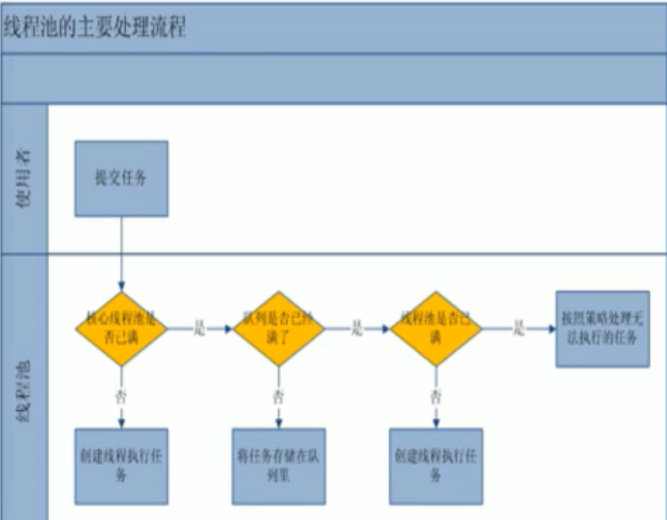 线程池的主要处理流程
使用者
提交任务
线程池
核心线程池是
否已满
是
队列是否已经
满了
是
线程池是否已
满
是
按照策略处理无
法执行的任务
否
否
否
创建线程执行任
务
将任务存储在队
列里
创建线程执行任
务